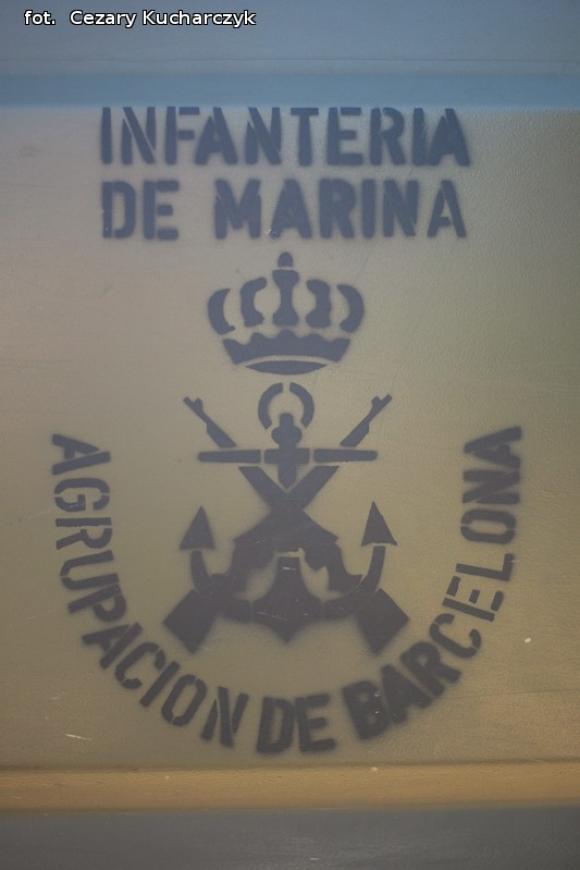 fot. Cezary Kucharczyk
INFANTERIA
DE MARINA
AGRUPACION DE BARCELONA